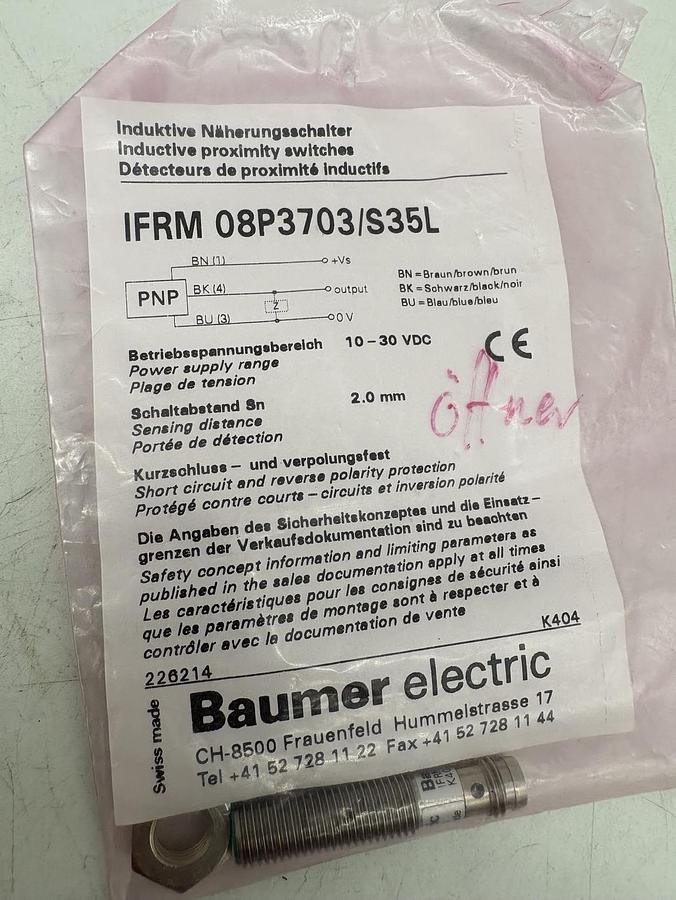 Induktive Näherungsschalter
Inductive proximity switches
Détecteurs de proximité inductifs
IFRM 08P3703/S35L
BN (1) +Vs
PNP BK (4) output
Z
BU (3) 0 V
BN = Braun/brown/brun
BK = Schwarz/black/noir
BU = Blau/blue/bleu
CE
Betriebsspannungsbereich 10 – 30 VDC
Power supply range
Plage de tension
Schaltabstand Sn 2.0 mm
Sensing distance
Portée de détection
öffner
Kurzschluss – und verpolungsfest
Short circuit and reverse polarity protection
Protégé contre courts – circuits et inversion polarité
Die Angaben des Sicherheitskonzeptes und die Einsatz–
grenzen der Verkaufsdokumentation sind zu beachten
Safety concept information and limiting parameters as
published in the sales documentation apply at all times
Les caractéristiques pour les consignes de sécurité ainsi
que les paramètres de montage sont à respecter et à
contrôler avec la documentation de vente
226214 K404
Swiss made
Baumer electric
CH-8500 Frauenfeld Hummelstrasse 17
Tel +41 52 728 11 22 Fax +41 52 728 11 44